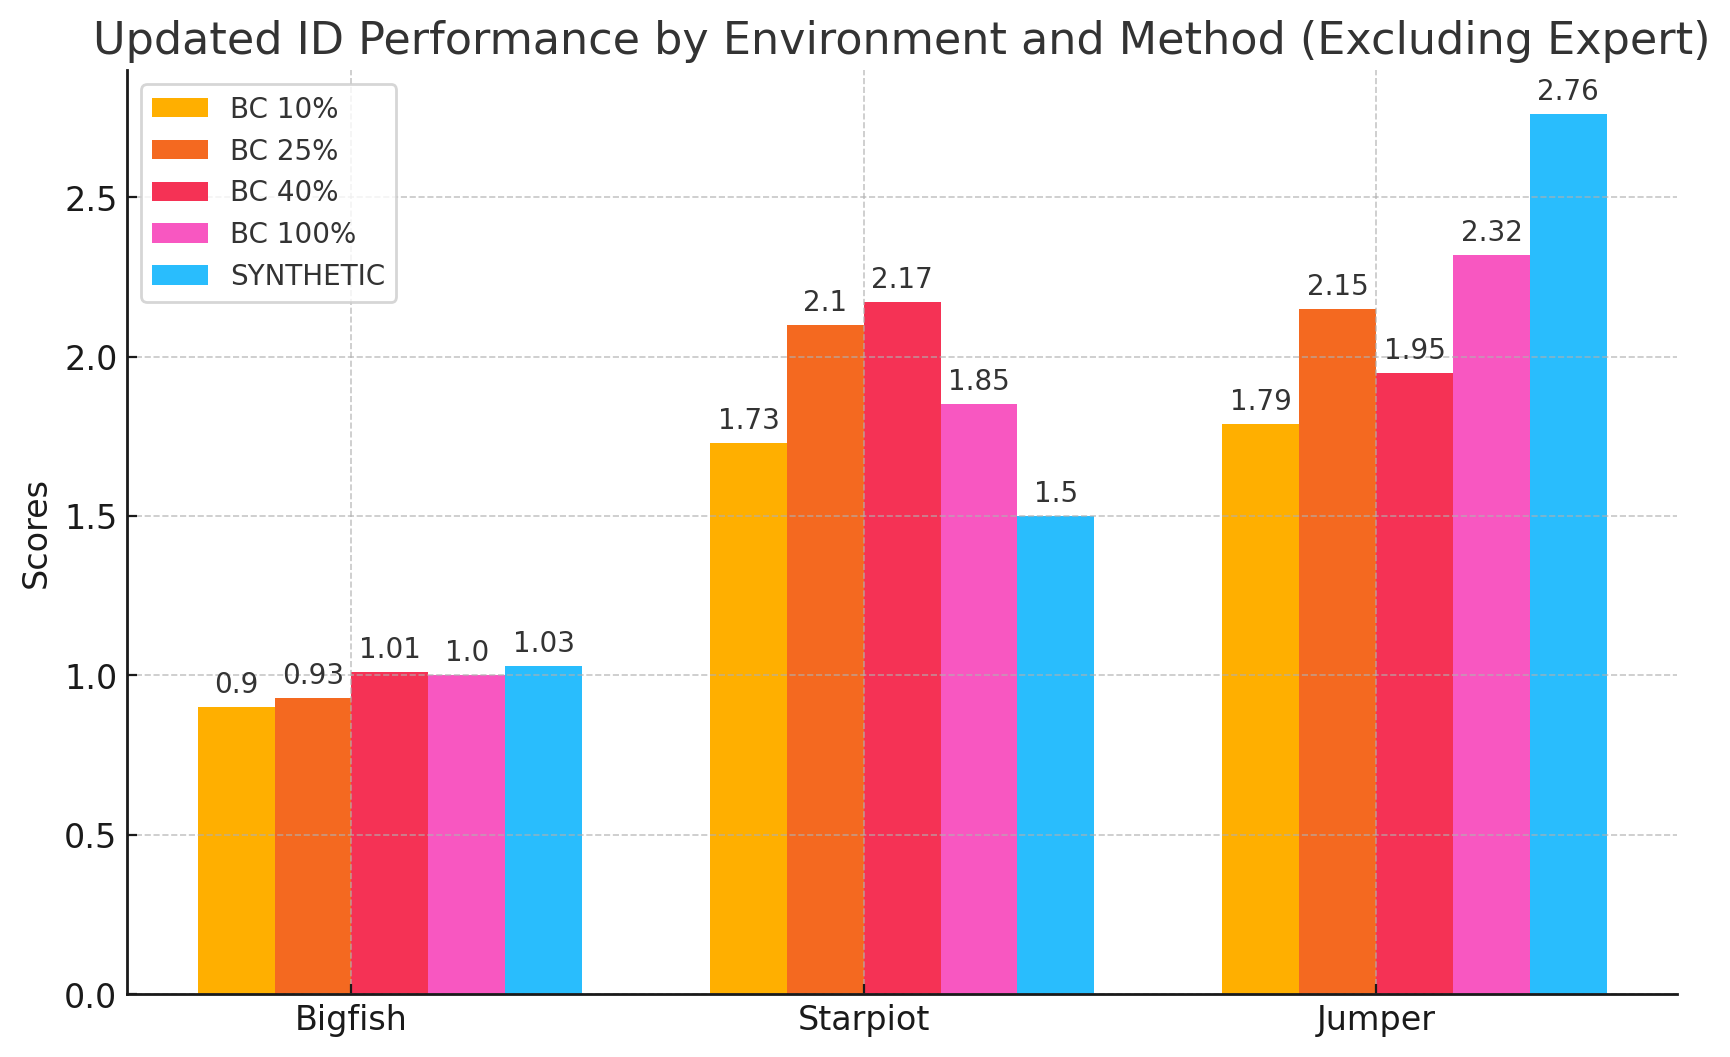 Updated ID Performance by Environment and Method (Excluding Expert)
BC 10%
BC 25%
BC 40%
BC 100%
SYNTHETIC
Scores
2.5
2.0
1.5
1.0
0.5
0.0
0.9
0.93
1.01
1.0
1.03
1.73
2.1
2.17
1.85
1.5
1.79
2.15
1.95
2.32
2.76
Bigfish
Starpiot
Jumper